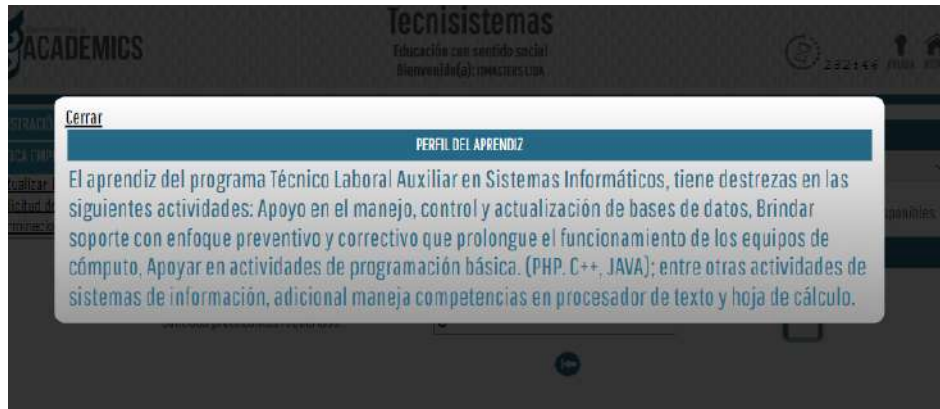 ACADEMICS
Tecnisistemas
Educación con sentido social
Bienvenido(a):
Cerrar
PERFIL DEL APRENDIZ
El aprendiz del programa Técnico Laboral Auxiliar en Sistemas Informáticos, tiene destrezas en las
siguientes actividades: Apoyo en el manejo, control y actualización de bases de datos, Brindar
soporte con enfoque preventivo y correctivo que prolongue el funcionamiento de los equipos de
cómputo, Apoyar en actividades de programación básica. (PHP. C++, JAVA); entre otras actividades de
sistemas de información, adicional maneja competencias en procesador de texto y hoja de cálculo.